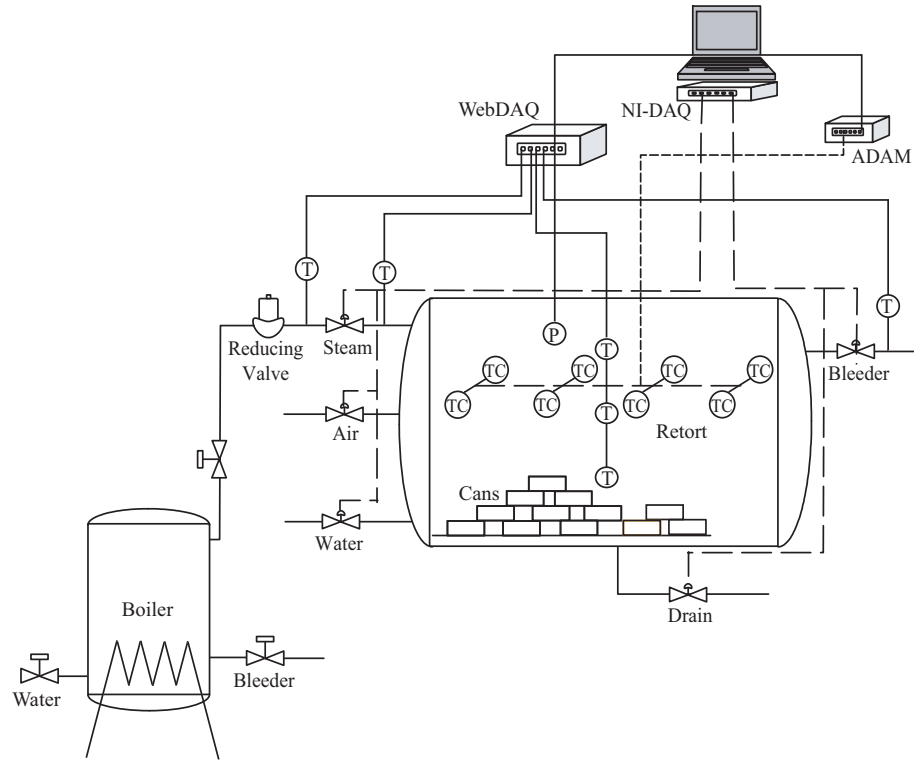 WebDAQ
NI-DAQ
ADAM
T
T
T
Reducing
Valve
Steam
P
T
Bleeder
TC
TC
TC
TC
TC
TC
TC
TC
T
Air
Retort
T
Cans
Water
Boiler
Drain
Water
Bleeder